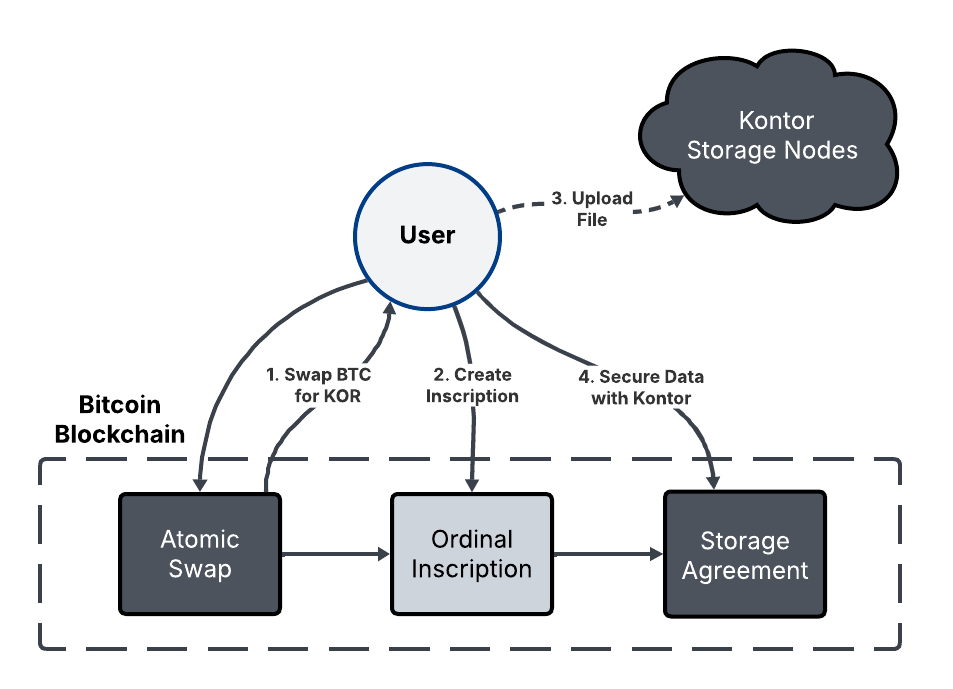 Kontor
Storage Nodes
3. Upload
File
User
1. Swap BTC
for KOR
2. Create
Inscription
4. Secure Data
with Kontor
Bitcoin
Blockchain
Atomic
Swap
Ordinal
Inscription
Storage
Agreement